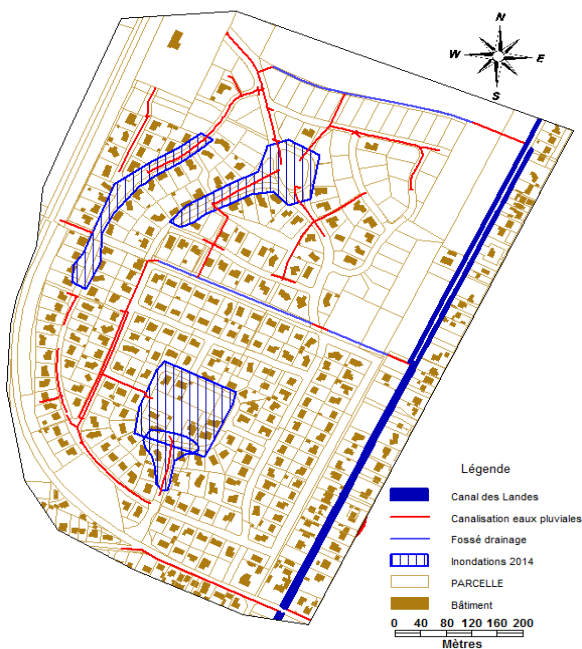 N
W E
S
Légende
Canal des Landes
Canalisation eaux pluviales
Fossé drainage
Inondations 2014
PARCELLE
Bâtiment
0 40 80 120 160 200
Mètres